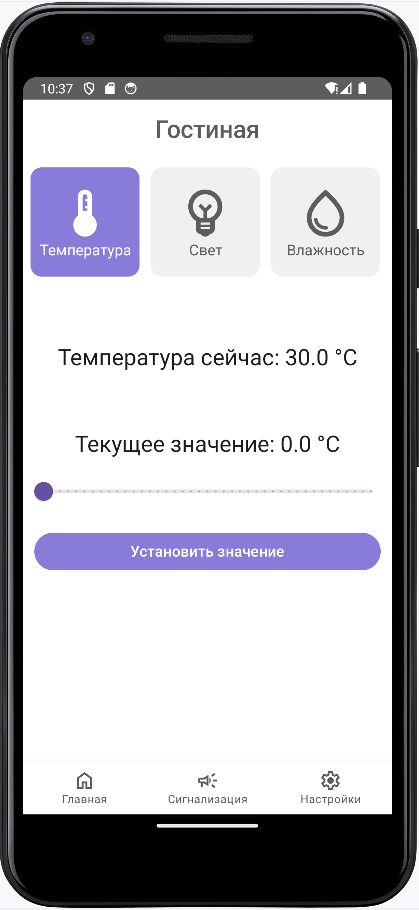 10:37
Гостиная
Температура
Свет
Влажность
Температура сейчас: 30.0 °C
Текущее значение: 0.0 °C
Установить значение
Главная
Сигнализация
Настройки